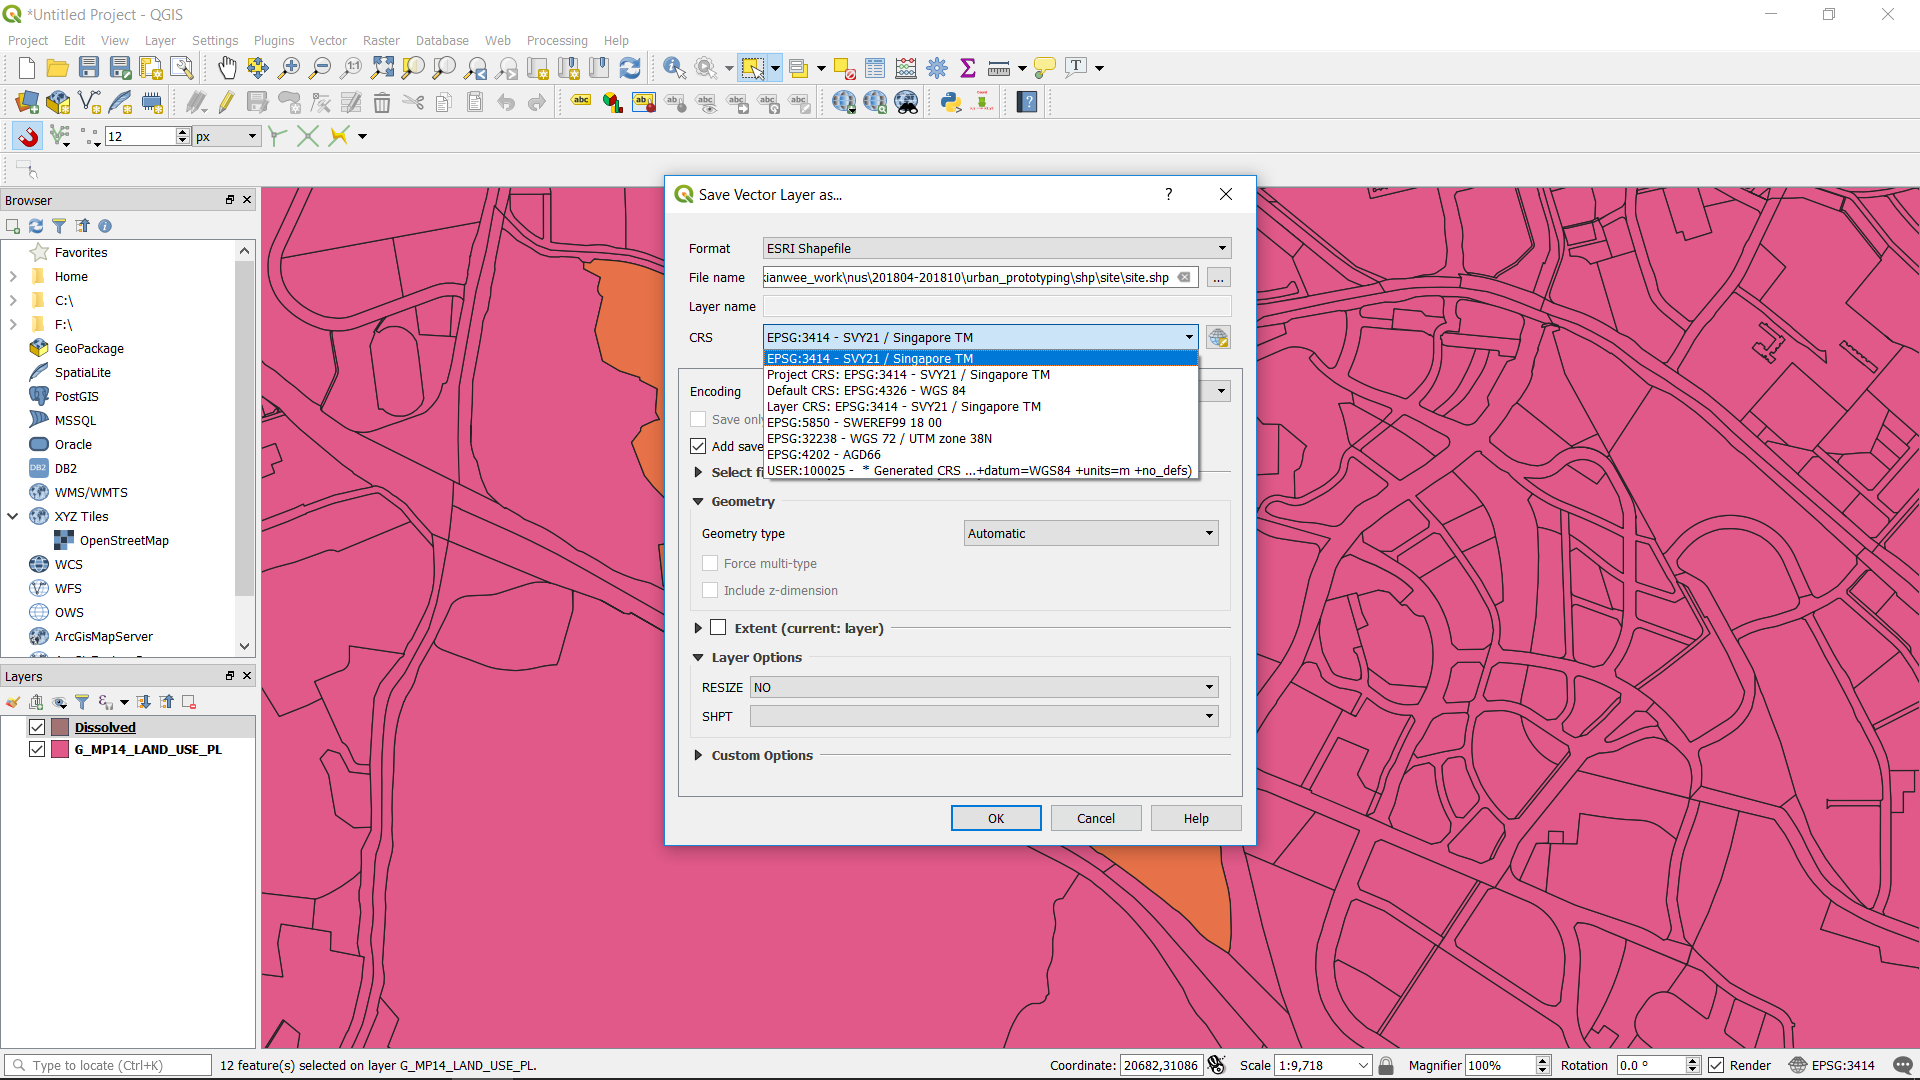 *Untitled Project - QGIS
Project Edit View Layer Settings Plugins Vector Raster Database Web Processing Help
12 px
Browser
Favorites
Home
C:\
F:\
GeoPackage
SpatiaLite
PostGIS
MSSQL
Oracle
DB2
WMS/WMTS
XYZ Tiles
OpenStreetMap
WCS
WFS
OWS
ArcGisMapServer
Layers
Dissolved
G_MP14_LAND_USE_PL
Save Vector Layer as...
Format ESRI Shapefile
File name xianwee_work\nus\201804-201810\urban_prototyping\shp\site\site.shp
Layer name
CRS EPSG:3414 - SVY21 / Singapore TM
EPSG:3414 - SVY21 / Singapore TM
Project CRS: EPSG:3414 - SVY21 / Singapore TM
Default CRS: EPSG:4326 - WGS 84
Layer CRS: EPSG:3414 - SVY21 / Singapore TM
EPSG:5850 - SWEREF99 18 00
EPSG:32238 - WGS 72 / UTM zone 38N
EPSG:4202 - AGD66
USER:100025 - * Generated CRS ...+datum=WGS84 +units=m +no_defs)
Encoding
Save only
Add save
Select fi
Geometry
Geometry type Automatic
Force multi-type
Include z-dimension
Extent (current: layer)
Layer Options
RESIZE NO
SHPT
Custom Options
OK Cancel Help
Type to locate (Ctrl+K) 12 feature(s) selected on layer G_MP14_LAND_USE_PL. Coordinate: 20682,31086 Scale 1:9,718 Magnifier 100% Rotation 0.0 ° Render EPSG:3414